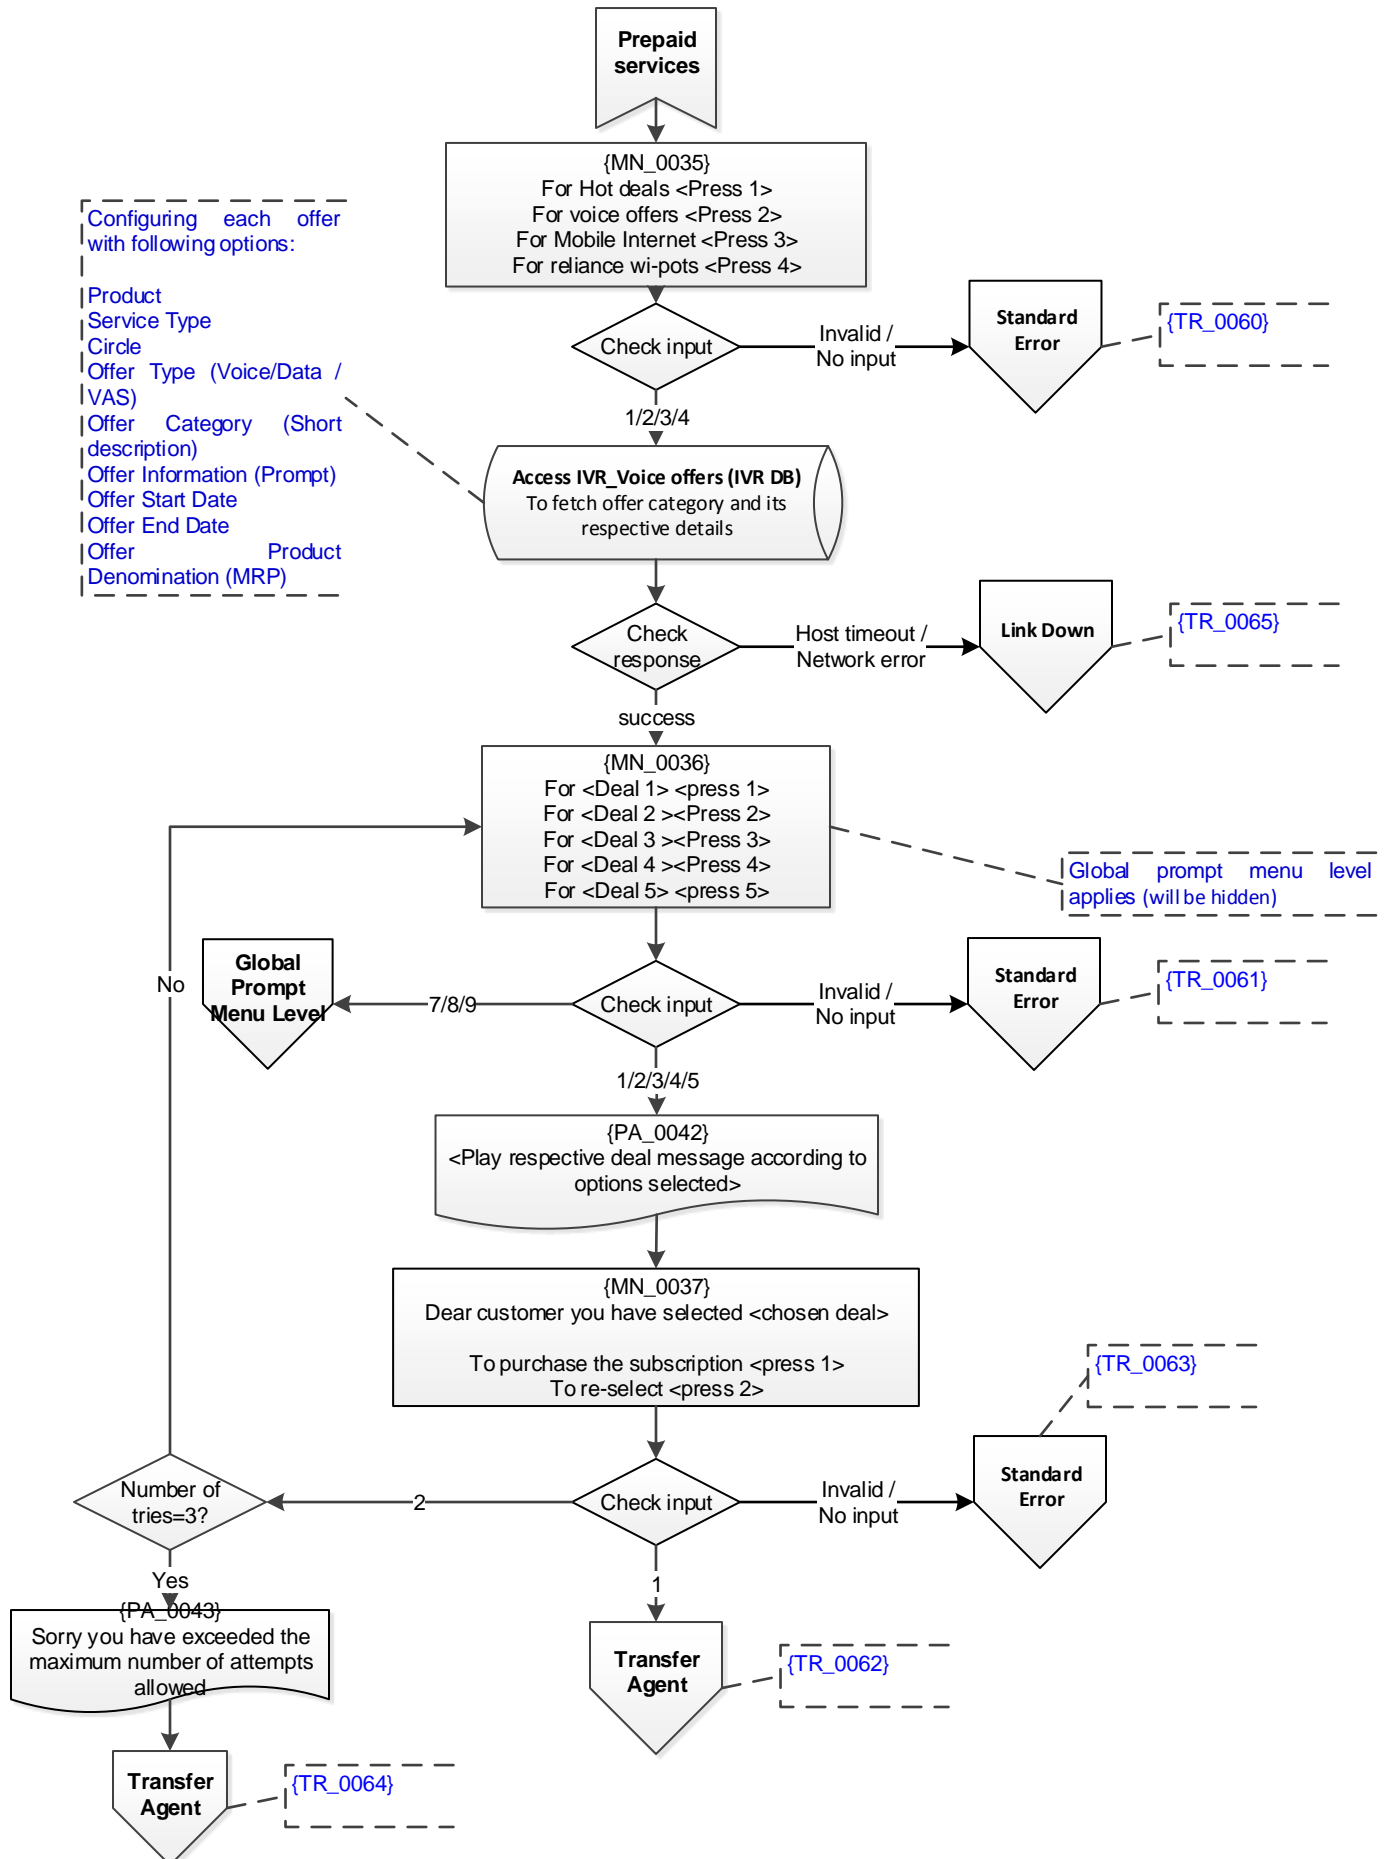 Prepaid
services
{MN_0035}
For Hot deals <Press 1>
For voice offers <Press 2>
For Mobile Internet <Press 3>
For reliance wi-pots <Press 4>
Configuring each offer
with following options:
Product
Service Type
Circle
Offer Type (Voice/Data /
VAS)
Offer Category (Short
description)
Offer Information (Prompt)
Offer Start Date
Offer End Date
Offer Product
Denomination (MRP)
Check input
Invalid /
No input
Standard
Error
{TR_0060}
1/2/3/4
Access IVR_Voice offers (IVR DB)
To fetch offer category and its
respective details
Check
response
Host timeout /
Network error
Link Down
{TR_0065}
success
{MN_0036}
For <Deal 1> <press 1>
For <Deal 2 ><Press 2>
For <Deal 3 ><Press 3>
For <Deal 4 ><Press 4>
For <Deal 5> <press 5>
Global prompt menu level
applies (will be hidden)
No
Global
Prompt
Menu Level
7/8/9
Check input
Invalid /
No input
Standard
Error
{TR_0061}
1/2/3/4/5
{PA_0042}
<Play respective deal message according to
options selected>
{MN_0037}
Dear customer you have selected <chosen deal>
To purchase the subscription <press 1>
To re-select <press 2>
{TR_0063}
Number of
tries=3?
2
Check input
Invalid /
No input
Standard
Error
Yes
1
{PA_0043}
Sorry you have exceeded the
maximum number of attempts
allowed
Transfer
Agent
{TR_0062}
Transfer
Agent
{TR_0064}